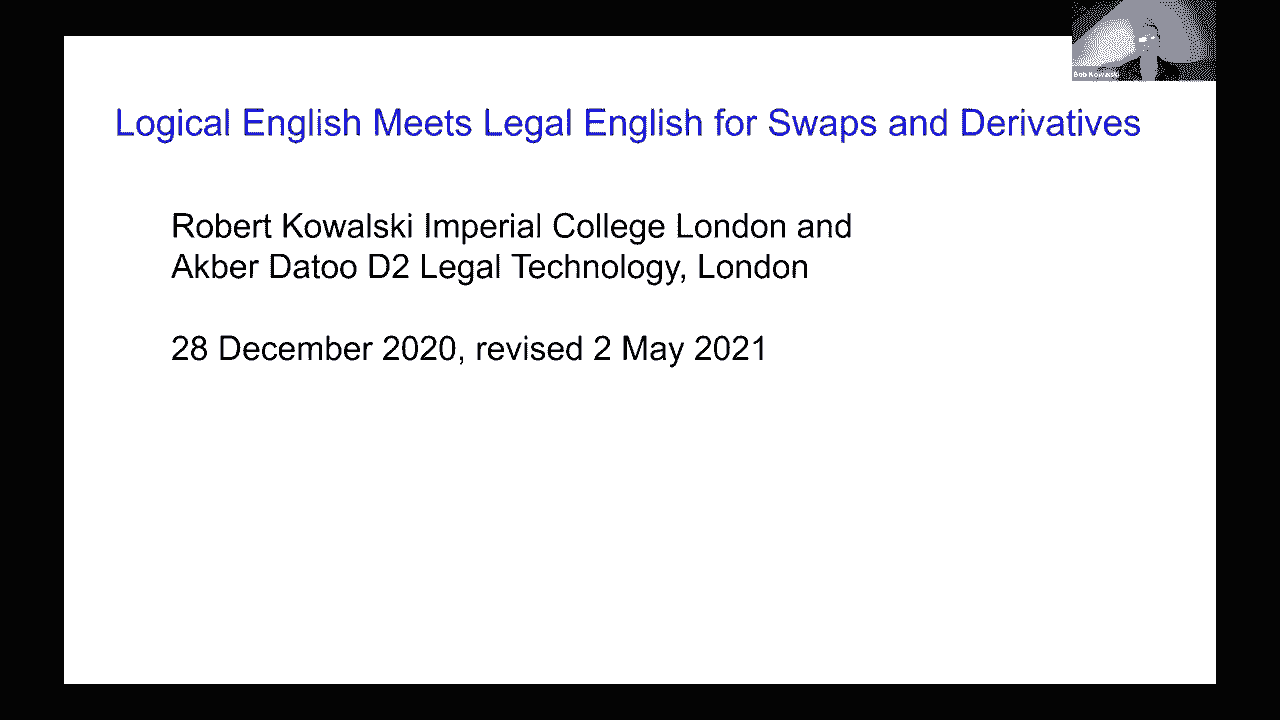 Bob Kowalski
Logical English Meets Legal English for Swaps and Derivatives
Robert Kowalski Imperial College London and
Akber Datoo D2 Legal Technology, London
28 December 2020, revised 2 May 2021